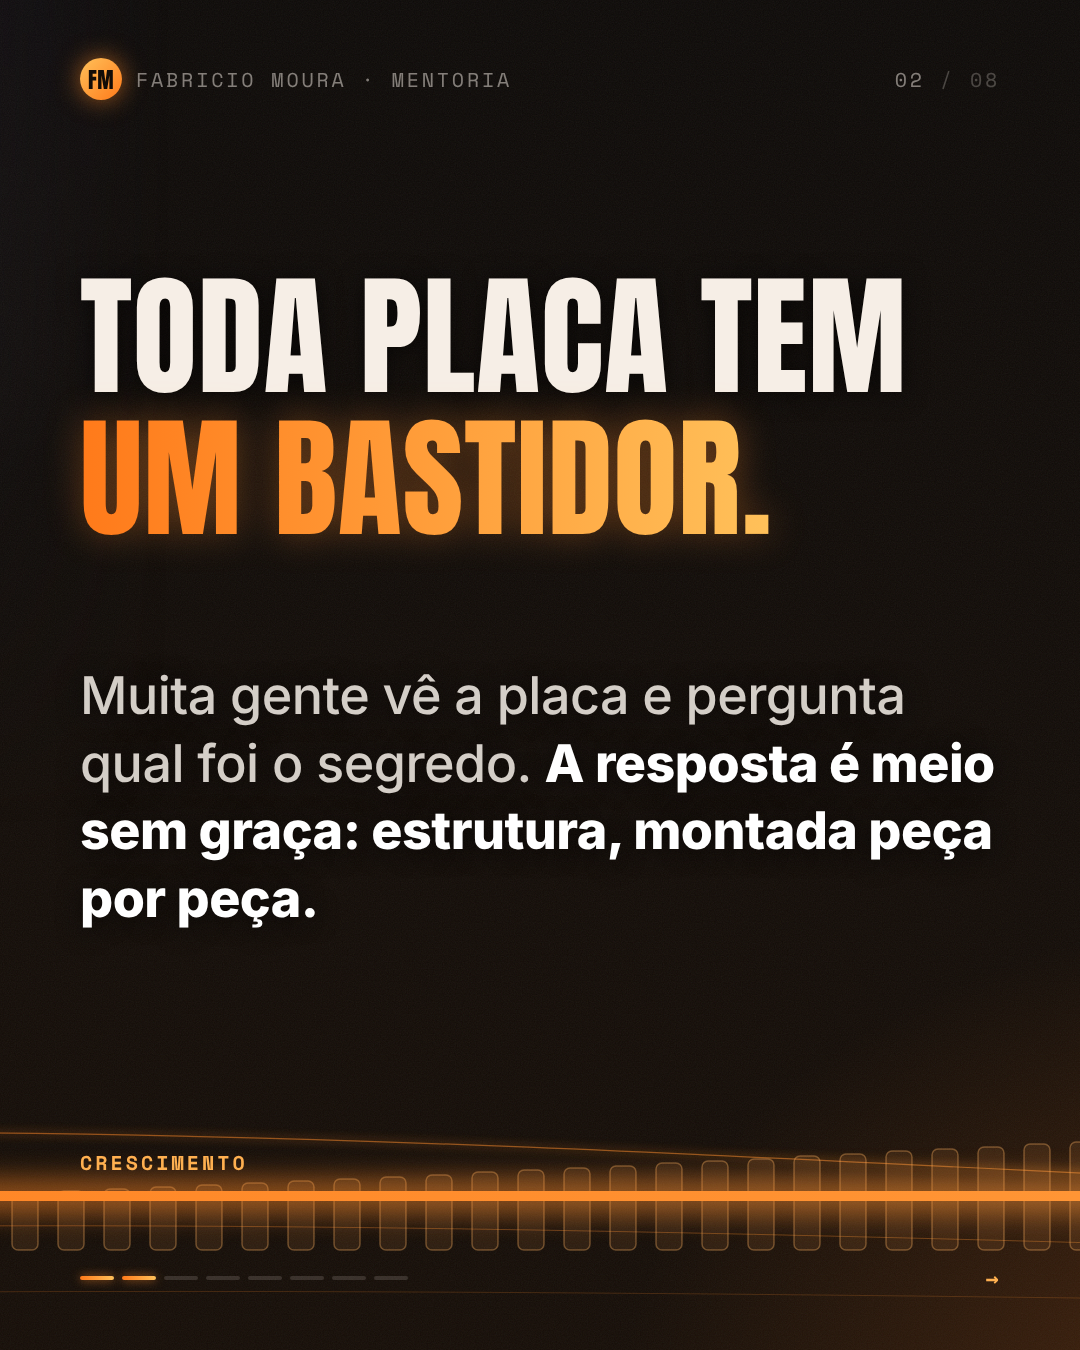 FM FABRICIO MOURA · MENTORIA
02 / 08
TODA PLACA TEM
UM BASTIDOR.
Muita gente vê a placa e pergunta
qual foi o segredo. A resposta é meio
sem graça: estrutura, montada peça
por peça.
CRESCIMENTO
→